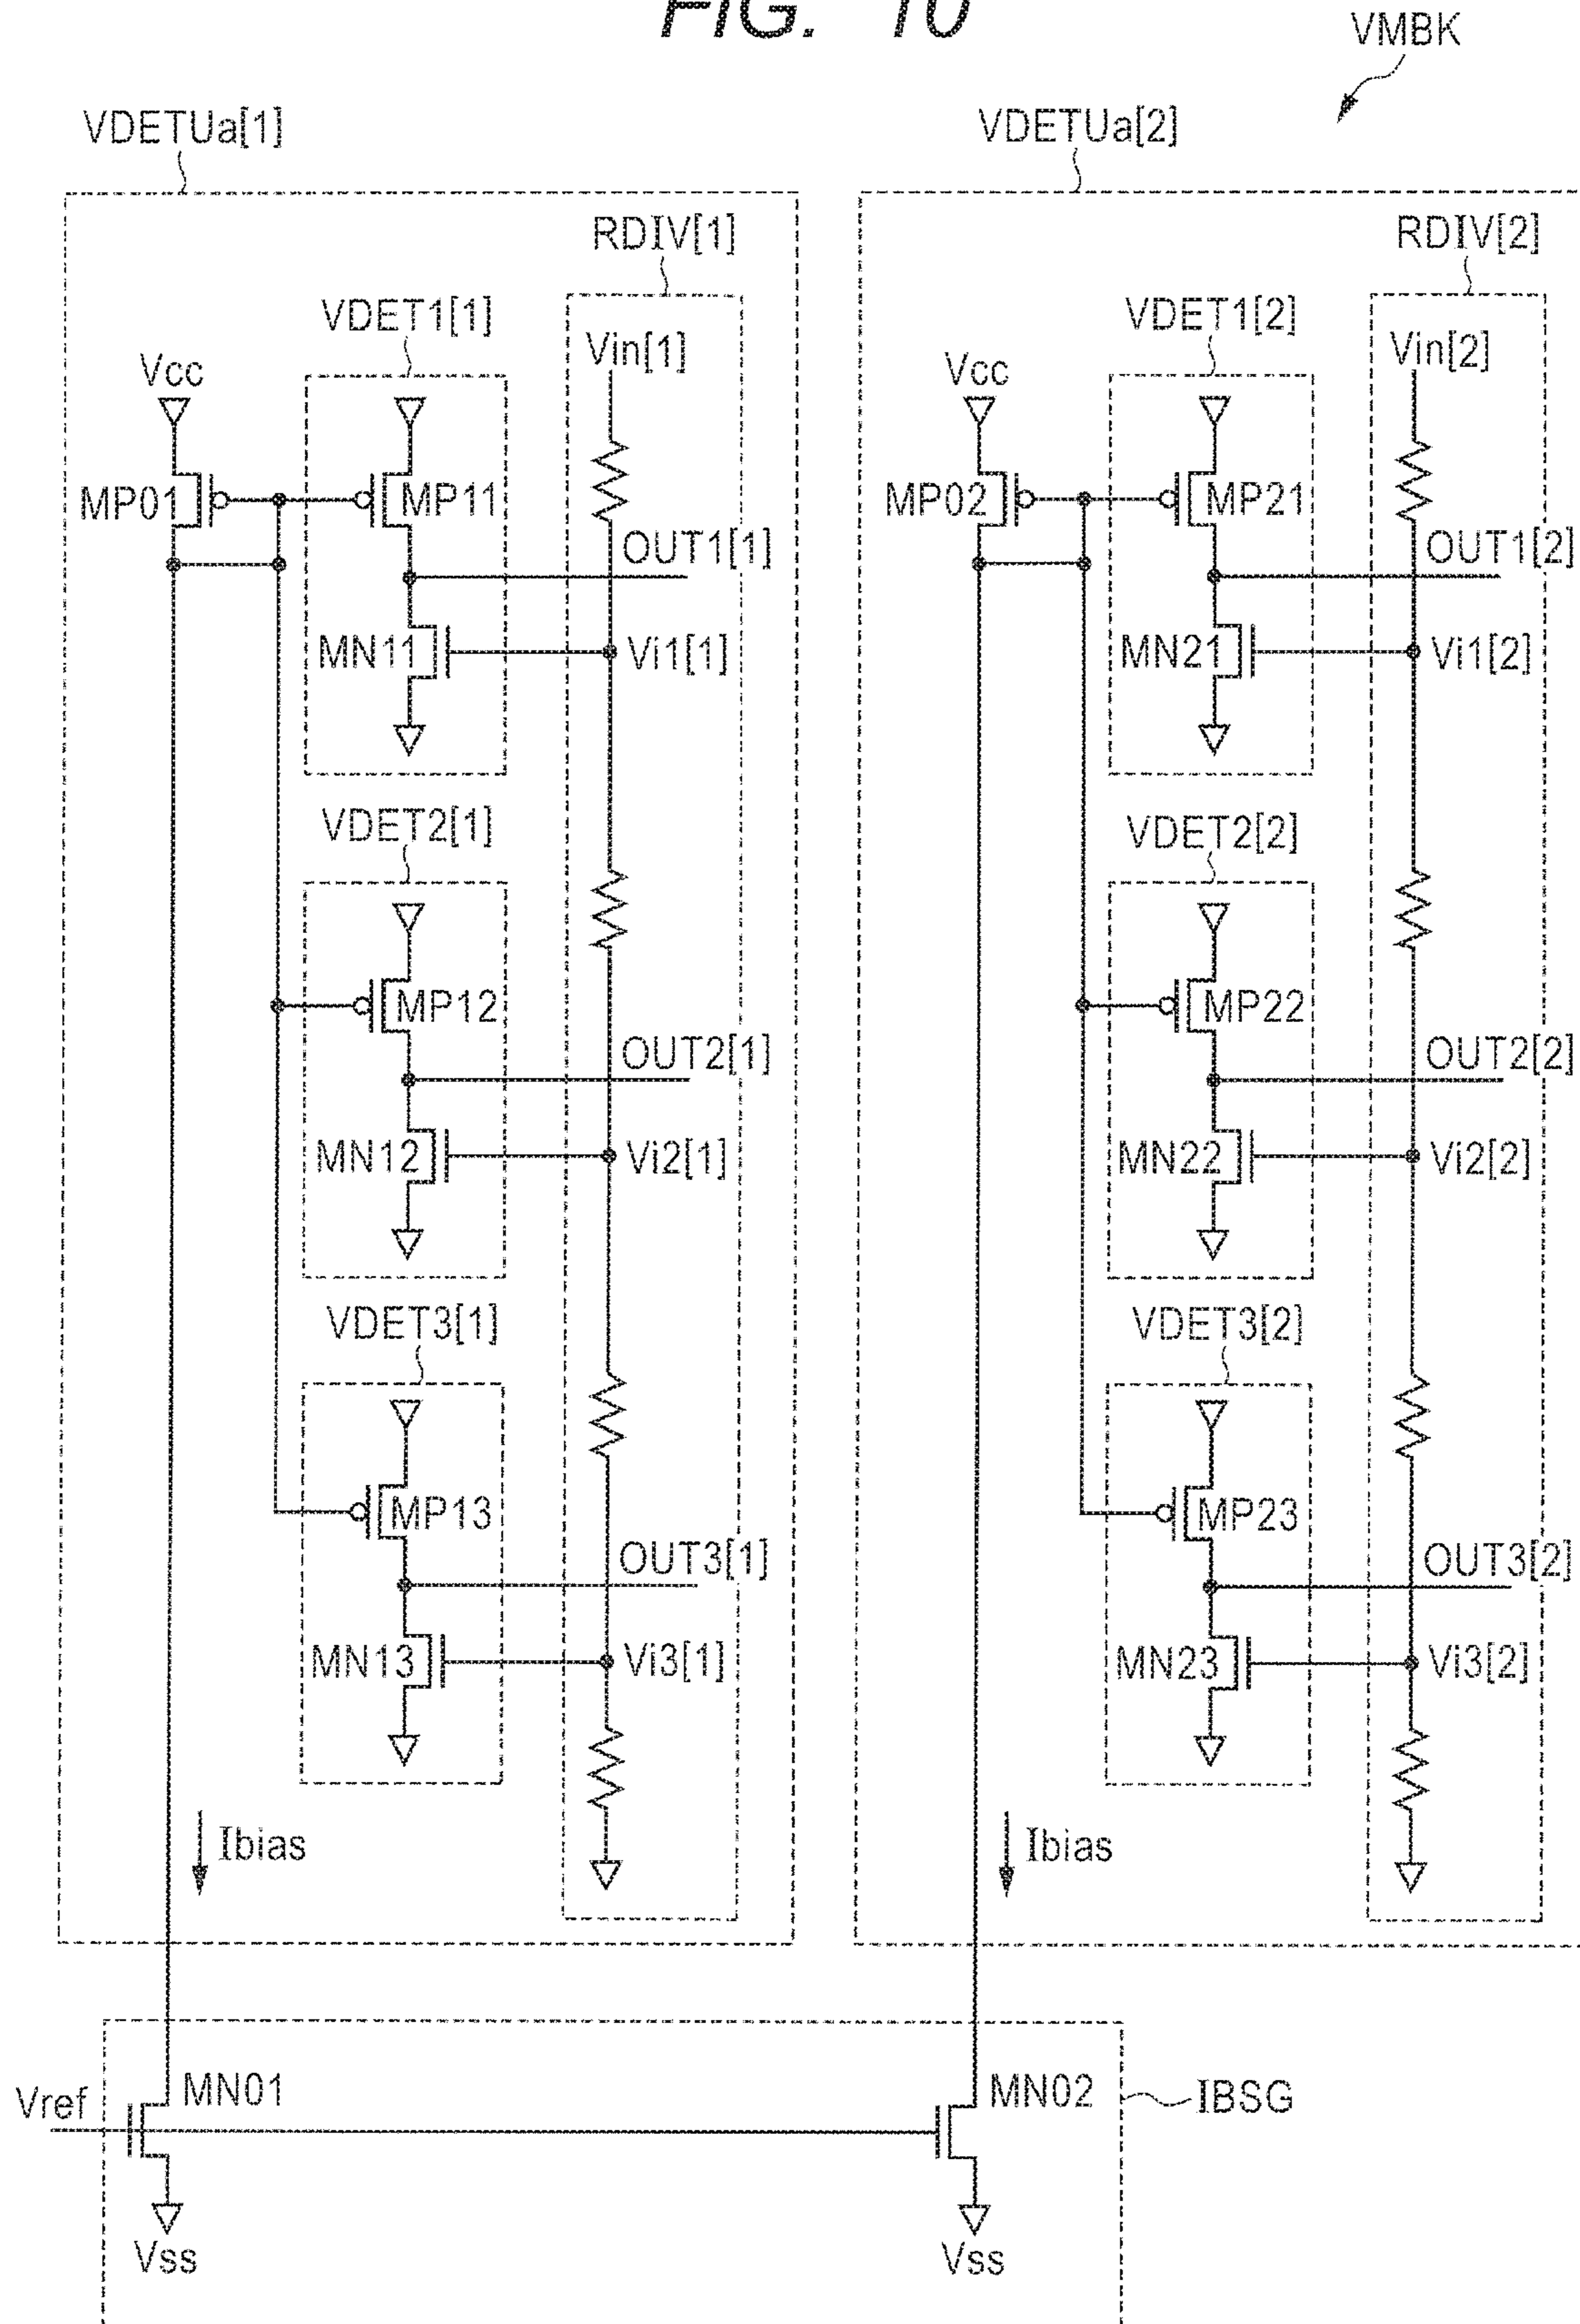 FIG. 10
VMBK
VDETUa[1]
VDETUa[2]
RDIV[1]
RDIV[2]
VDET1[1]
VDET1[2]
Vin[1]
Vin[2]
Vcc
Vcc
MP01
MP11
MP02
MP21
OUT1[1]
OUT1[2]
MN11
Vi1[1]
MN21
Vi1[2]
VDET2[1]
VDET2[2]
MP12
MP22
OUT2[1]
OUT2[2]
MN12
Vi2[1]
MN22
Vi2[2]
VDET3[1]
VDET3[2]
MP13
MP23
OUT3[1]
OUT3[2]
MN13
Vi3[1]
MN23
Vi3[2]
Ibias
Ibias
MN01
MN02
IBSG
Vref
Vss
Vss